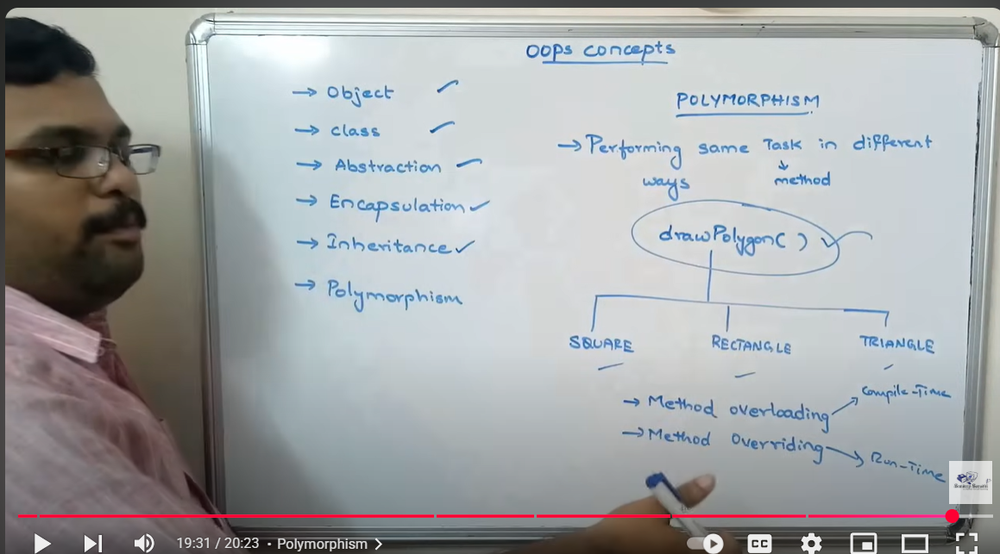 OOPs concepts
→ Object ✓
→ class ✓
→ Abstraction ✓
→ Encapsulation ✓
→ Inheritance ✓
→ Polymorphism
POLYMORPHISM
→ Performing same Task in different
ways
method
drawPolygon( )
SQUARE
RECTANGLE
TRIANGLE
→ Method overloading → Compile-Time
→ Method Overriding → Run-Time
19:31 / 20:23 · Polymorphism
CC